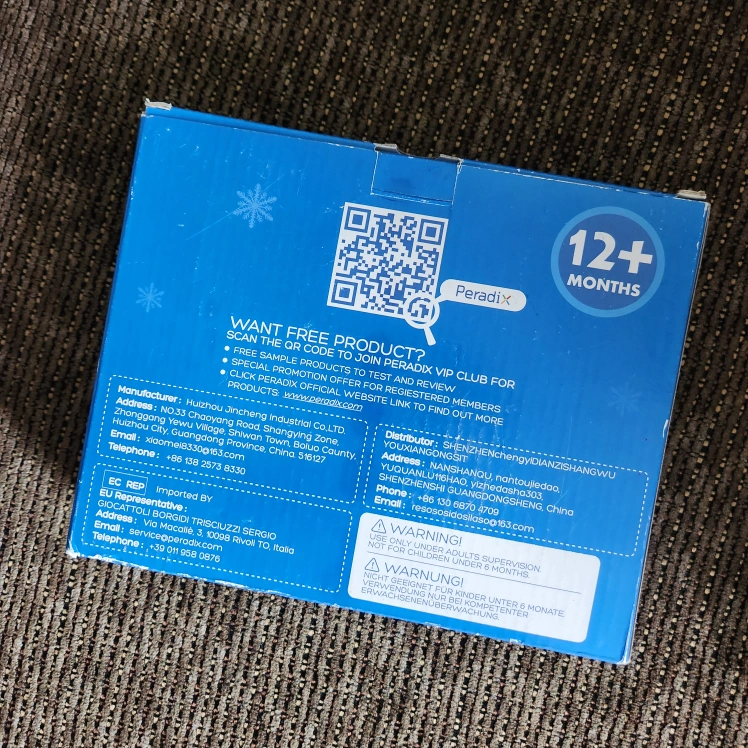 12+
MONTHS
Peradix
WANT FREE PRODUCT?
SCAN THE QR CODE TO JOIN PERADIX VIP CLUB FOR
• FREE SAMPLE PRODUCTS TO TEST AND REVIEW
• SPECIAL PROMOTION OFFER FOR REGIESTERED MEMBERS
• CLICK PERADIX OFFICIAL WEBSITE LINK TO FIND OUT MORE
PRODUCTS: www.peradix.com
Manufacturer: Huizhou Jincheng Industrial Co.,LTD.
Address: NO.33 Chaoyang Road, Shangying Zone,
Zhonggang Yewu Village, Shiwan Town, Boluo Caunty,
Huizhou City, Guangdong Province, China, 516127
Email: xiaomei8330@163.com
Telephone: +86 138 2573 8330
Distributor: SHENZHENchengyiDIANZISHANGWU
YOUXIANGONGSIT
Address: NANSHANQU, nantoujiedao,
YUQUANLU116HAO, yizhedasha303,
SHENZHENSHI GUANGDONGSHENG, China
Phone: +86 130 6870 4709
Email: resososidasilaso@163.com
EC REP Imported BY
EU Representative:
GIOCATTOLI BORGIDI TRISCIUZZI SERGIO
Address: Via Macallè, 3, 10098 Rivoli TO, Italia
Email: service@peradix.com
Telephone: +39 011 958 0876
WARNING!
USE ONLY UNDER ADULTS SUPERVISION.
NOT FOR CHILDREN UNDER 6 MONTHS.
WARNUNG!
NICHT GEEIGNET FÜR KINDER UNTER 6 MONATE.
VERWENDUNG NUR BEI KOMPETENTER
ERWACHSENENÜBERWACHUNG.